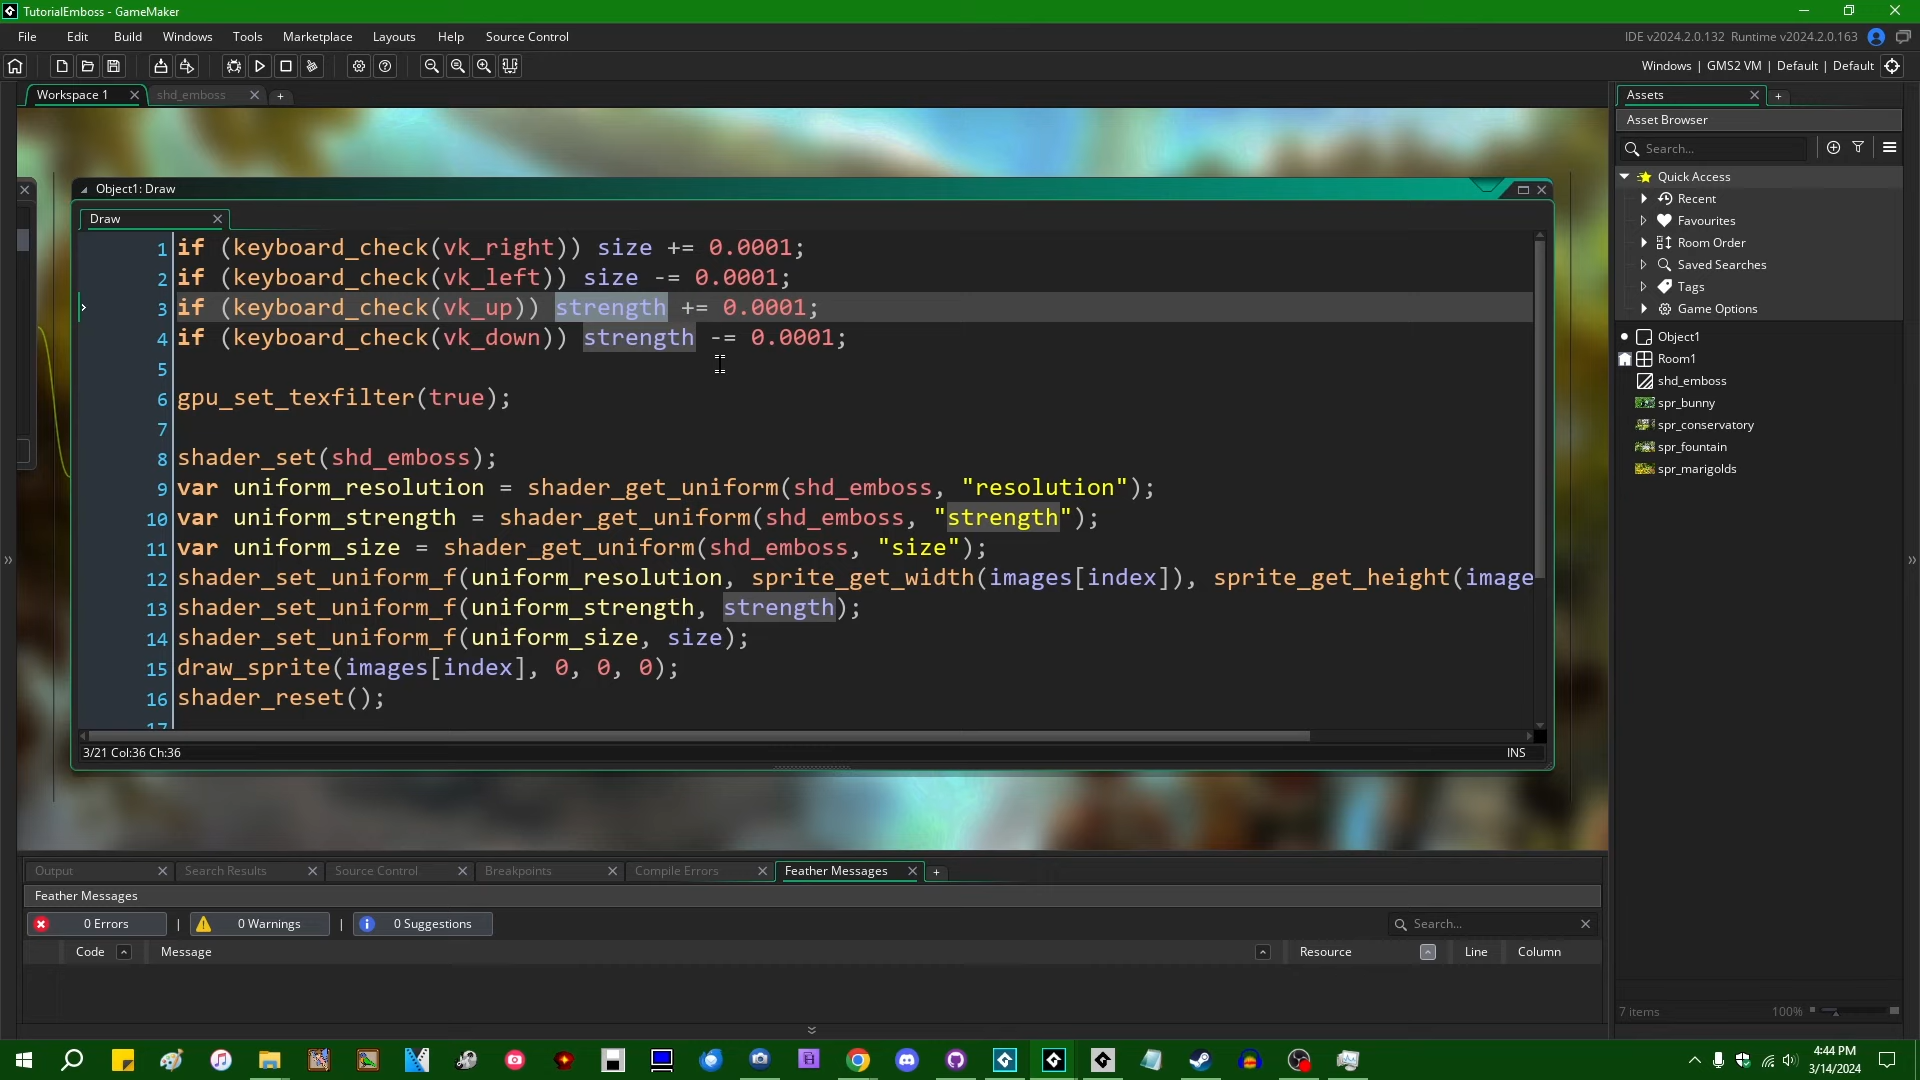 TutorialEmboss - GameMaker
File Edit Build Windows Tools Marketplace Layouts Help Source Control
IDE v2024.2.0.132 Runtime v2024.2.0.163
Windows | GMS2 VM | Default | Default
Workspace 1
shd_emboss
Object1: Draw
Draw
1 if (keyboard_check(vk_right)) size += 0.0001;
2 if (keyboard_check(vk_left)) size -= 0.0001;
3 if (keyboard_check(vk_up)) strength += 0.0001;
4 if (keyboard_check(vk_down)) strength -= 0.0001;
5
6 gpu_set_texfilter(true);
7
8 shader_set(shd_emboss);
9 var uniform_resolution = shader_get_uniform(shd_emboss, "resolution");
10 var uniform_strength = shader_get_uniform(shd_emboss, "strength");
11 var uniform_size = shader_get_uniform(shd_emboss, "size");
12 shader_set_uniform_f(uniform_resolution, sprite_get_width(images[index]), sprite_get_height(image
13 shader_set_uniform_f(uniform_strength, strength);
14 shader_set_uniform_f(uniform_size, size);
15 draw_sprite(images[index], 0, 0, 0);
16 shader_reset();
17
3/21 Col:36 Ch:36
INS
Assets
Asset Browser
Search...
Quick Access
Recent
Favourites
Room Order
Saved Searches
Tags
Game Options
Object1
Room1
shd_emboss
spr_bunny
spr_conservatory
spr_fountain
spr_marigolds
7 items
100%
Output
Search Results
Source Control
Breakpoints
Compile Errors
Feather Messages
Feather Messages
0 Errors | 0 Warnings | 0 Suggestions
Search...
Code Message Resource Line Column
4:44 PM
3/14/2024